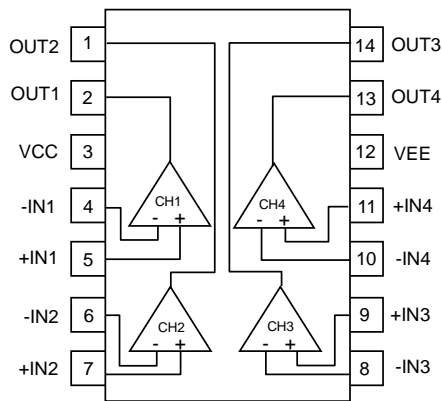 OUT2 1 14 OUT3
OUT1 2 13 OUT4
VCC 3 12 VEE
CH1 CH4
-IN1 4 - + - + 11 +IN4
+IN1 5 10 -IN4
-IN2 6 9 +IN3
CH2 CH3
- + - +
+IN2 7 8 -IN3